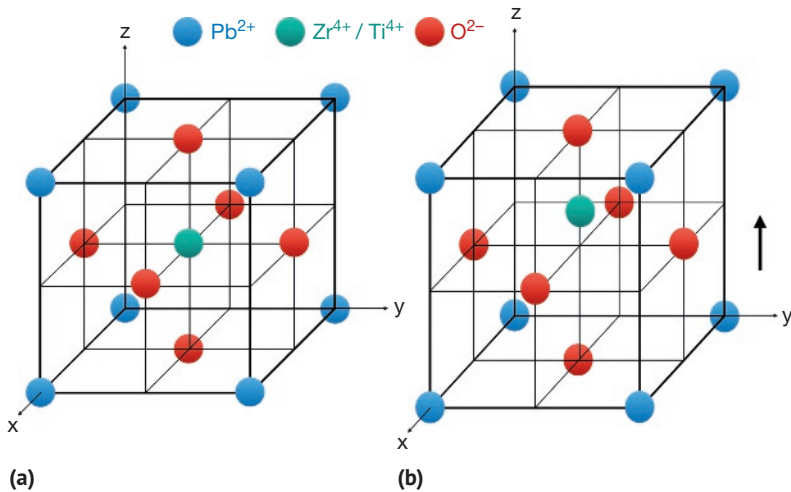 Pb²⁺ Zr⁴⁺ / Ti⁴⁺ O²⁻
z
y
x
(a)
z
y
x
(b)